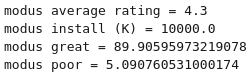 modus average rating = 4.3
modus install (K) = 10000.0
modus great = 89.90595973219078
modus poor = 5.090760531000174